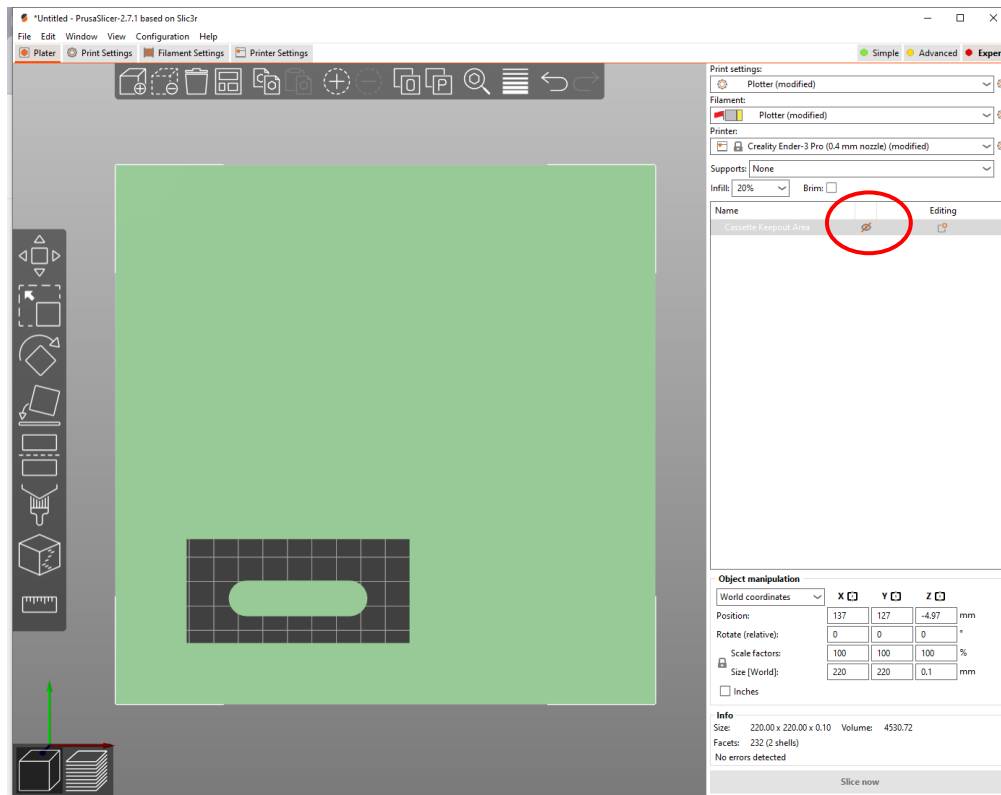 *Untitled - PrusaSlicer-2.7.1 based on Slic3r
File Edit Window View Configuration Help
Plater Print Settings Filament Settings Printer Settings Simple Advanced Exper
Print settings:
Plotter (modified)
Filament:
Plotter (modified)
Printer:
Creality Ender-3 Pro (0.4 mm nozzle) (modified)
Supports: None
Infill: 20% Brim:
Name Editing
Cassette Keepout Area
Object manipulation
World coordinates X Y Z
Position: 137 127 -4.97 mm
Rotate (relative): 0 0 0 °
Scale factors: 100 100 100 %
Size [World]: 220 220 0.1 mm
Inches
Info
Size: 220.00 x 220.00 x 0.10 Volume: 4530.72
Facets: 232 (2 shells)
No errors detected
Slice now